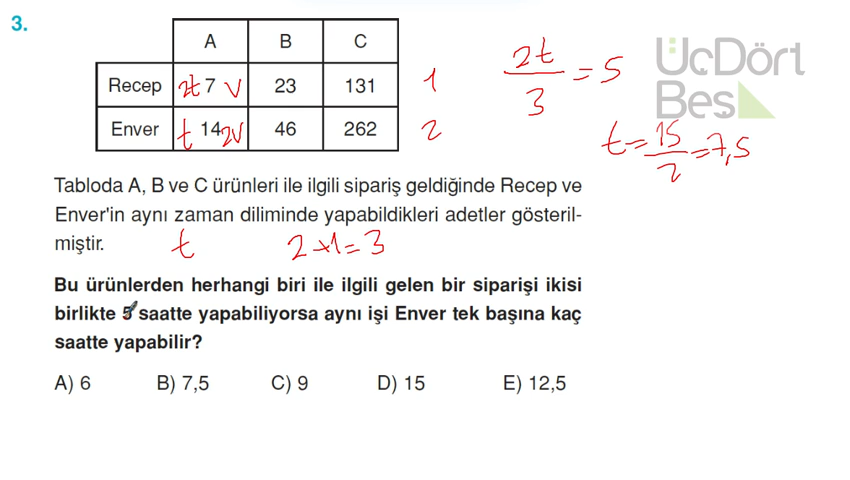 3.
A B C
Recep 2t 7 V 23 131 1
Enver t 14 2V 46 262 2
2t/3 = 5
t = 15/2 = 7,5
ÜçDört
Beş
Tabloda A, B ve C ürünleri ile ilgili sipariş geldiğinde Recep ve
Enver'in aynı zaman diliminde yapabildikleri adetler gösteril-
miştir.
t 2 × 1 = 3
Bu ürünlerden herhangi biri ile ilgili gelen bir siparişi ikisi
birlikte 5 saatte yapabiliyorsa aynı işi Enver tek başına kaç
saatte yapabilir?
A) 6 B) 7,5 C) 9 D) 15 E) 12,5